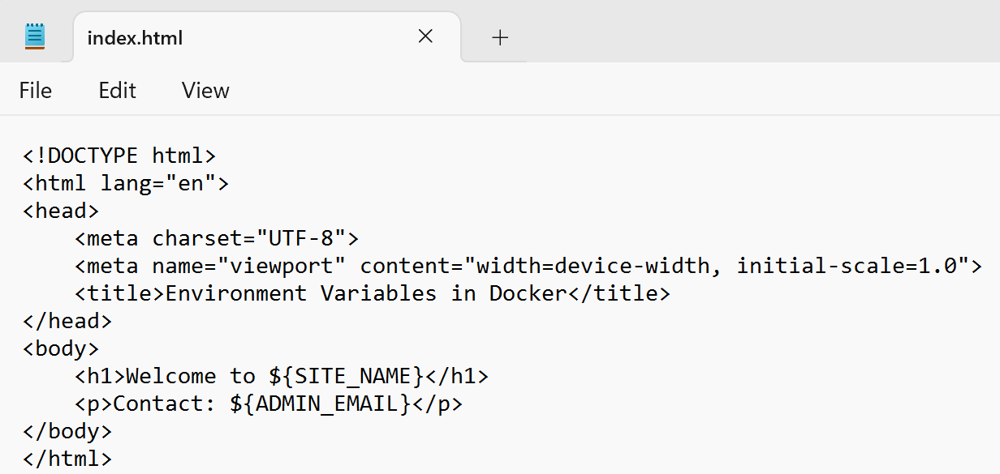 index.html
File Edit View
<!DOCTYPE html>
<html lang="en">
<head>
    <meta charset="UTF-8">
    <meta name="viewport" content="width=device-width, initial-scale=1.0">
    <title>Environment Variables in Docker</title>
</head>
<body>
    <h1>Welcome to ${SITE_NAME}</h1>
    <p>Contact: ${ADMIN_EMAIL}</p>
</body>
</html>